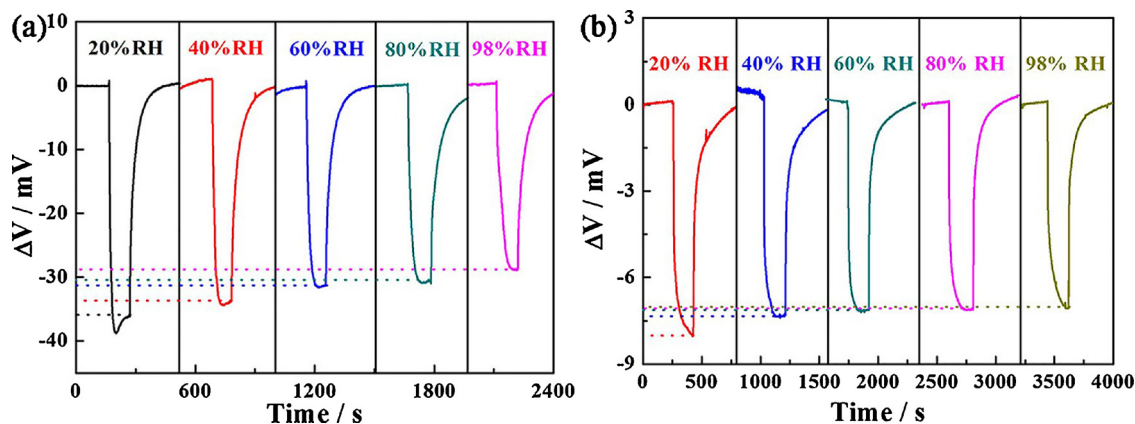 (a)
10
0
-10
-20
-30
-40
ΔV / mV
20%RH 40%RH 60%RH 80%RH 98%RH
0 600 1200 1800 2400
Time / s
(b)
3
0
-3
-6
-9
ΔV / mV
20% RH 40% RH 60% RH 80% RH 98% RH
0 500 1000 1500 2000 2500 3000 3500 4000
Time / s